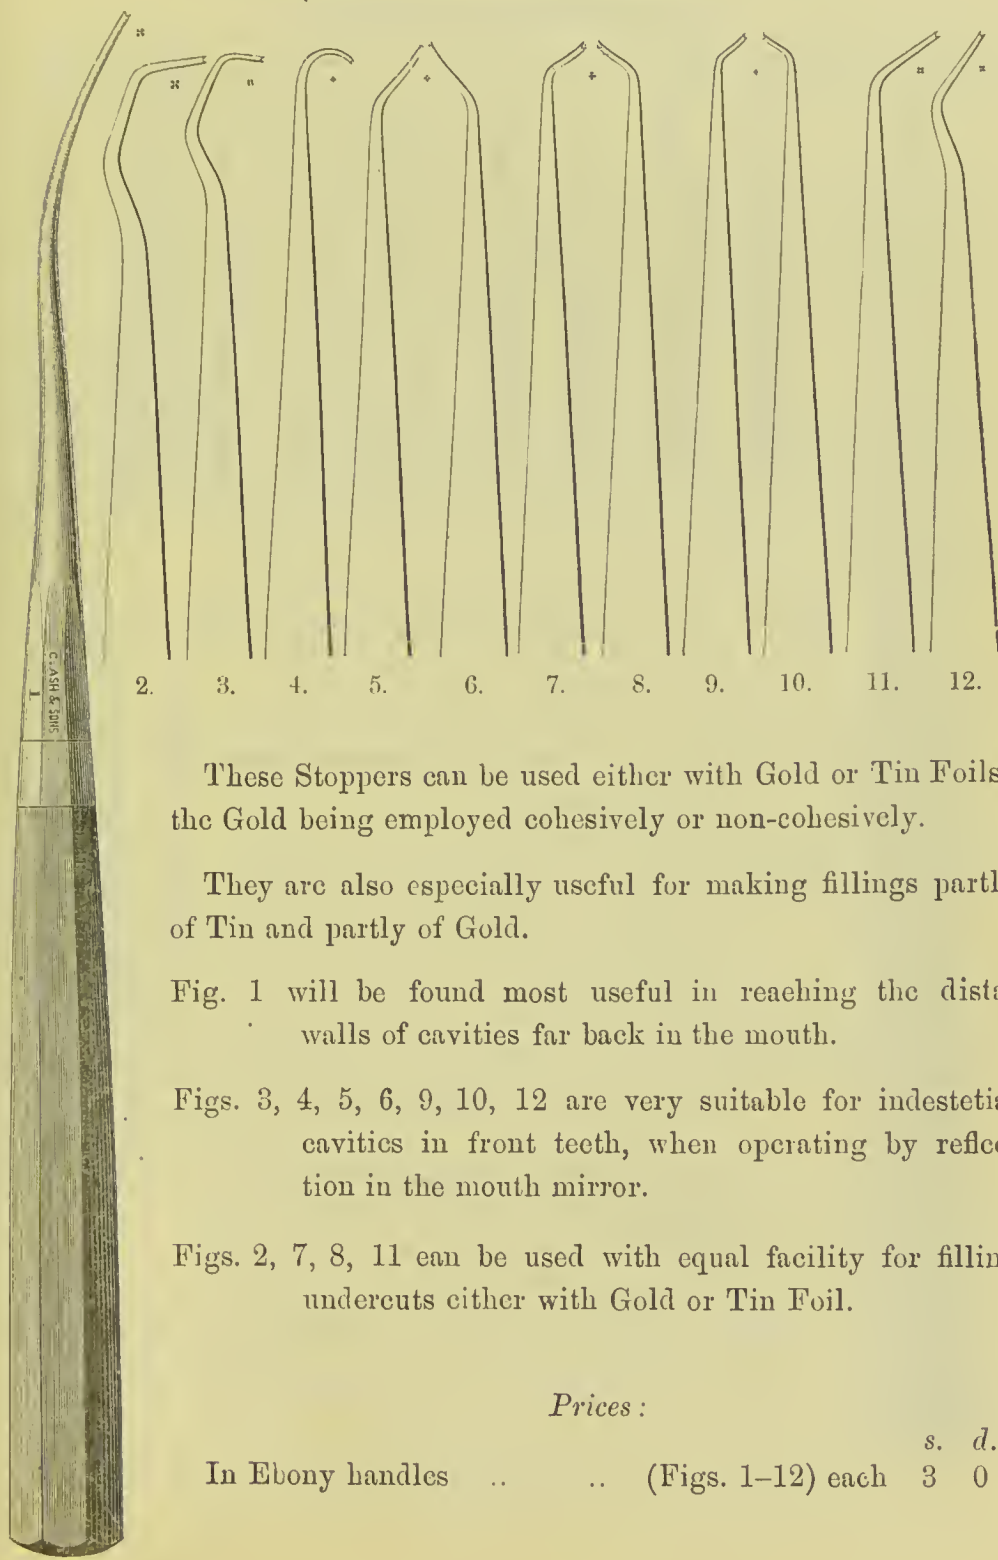 C. ASH & SONS
1
2. 3. 4. 5. 6. 7. 8. 9. 10. 11. 12.
These Stoppers can be used either with Gold or Tin Foils
the Gold being employed cohesively or non-cohesively.
They are also especially useful for making fillings partl
of Tin and partly of Gold.
Fig. 1 will be found most useful in reaching the dista
walls of cavities far back in the mouth.
Figs. 3, 4, 5, 6, 9, 10, 12 are very suitable for indestetia
cavities in front teeth, when operating by reflec
tion in the mouth mirror.
Figs. 2, 7, 8, 11 can be used with equal facility for fillin
undercuts either with Gold or Tin Foil.
Prices:
s. d.
In Ebony handles .. .. (Figs. 1–12) each 3 0